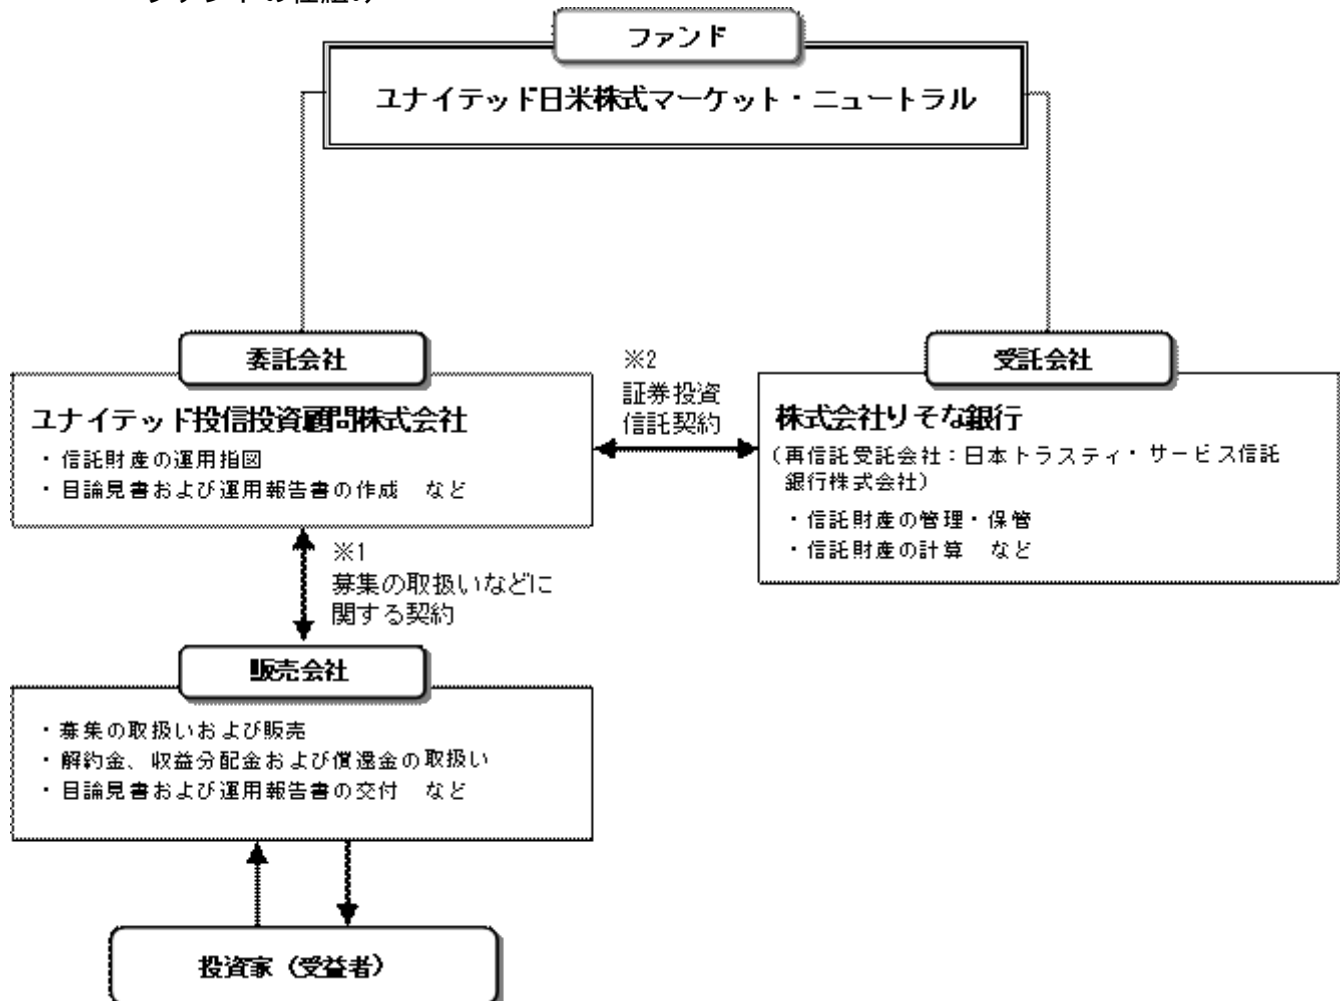 ファンドの仕組み
ファンド
ユナイテッド日米株式マーケット・ニュートラル
委託会社
ユナイテッド投信投資顧問株式会社
・信託財産の運用指図
・目論見書および運用報告書の作成 など
※2
証券投資
信託契約
受託会社
株式会社りそな銀行
(再信託受託会社：日本トラスティ・サービス信託
銀行株式会社)
・信託財産の管理・保管
・信託財産の計算 など
※1
募集の取扱いなどに
関する契約
販売会社
・募集の取扱いおよび販売
・解約金、収益分配金および償還金の取扱い
・目論見書および運用報告書の交付 など
投資家（受益者）